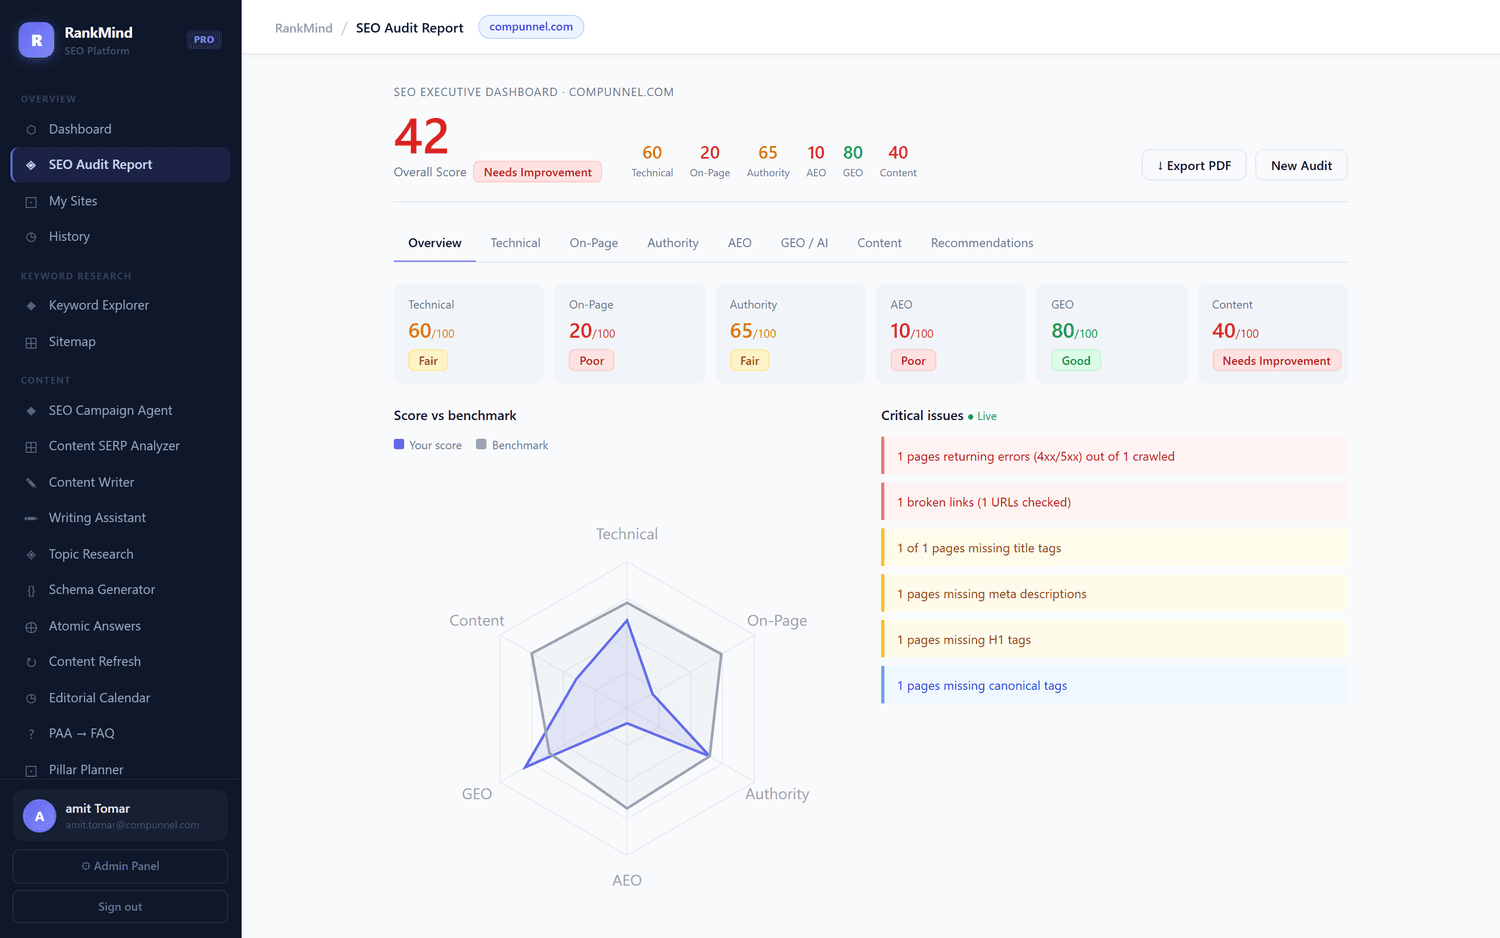 R
RankMind
SEO Platform
PRO
OVERVIEW
Dashboard
SEO Audit Report
My Sites
History
KEYWORD RESEARCH
Keyword Explorer
Sitemap
CONTENT
SEO Campaign Agent
Content SERP Analyzer
Content Writer
Writing Assistant
Topic Research
{} Schema Generator
Atomic Answers
Content Refresh
Editorial Calendar
? PAA → FAQ
Pillar Planner
A
amit Tomar
amit.tomar@compunnel.com
Admin Panel
Sign out
RankMind / SEO Audit Report compunnel.com
SEO EXECUTIVE DASHBOARD · COMPUNNEL.COM
42
Overall Score Needs Improvement
60 20 65 10 80 40
Technical On-Page Authority AEO GEO Content
↓ Export PDF New Audit
Overview Technical On-Page Authority AEO GEO / AI Content Recommendations
Technical
60/100
Fair
On-Page
20/100
Poor
Authority
65/100
Fair
AEO
10/100
Poor
GEO
80/100
Good
Content
40/100
Needs Improvement
Score vs benchmark
Your score Benchmark
Technical
Content On-Page
GEO Authority
AEO
Critical issues ● Live
1 pages returning errors (4xx/5xx) out of 1 crawled
1 broken links (1 URLs checked)
1 of 1 pages missing title tags
1 pages missing meta descriptions
1 pages missing H1 tags
1 pages missing canonical tags